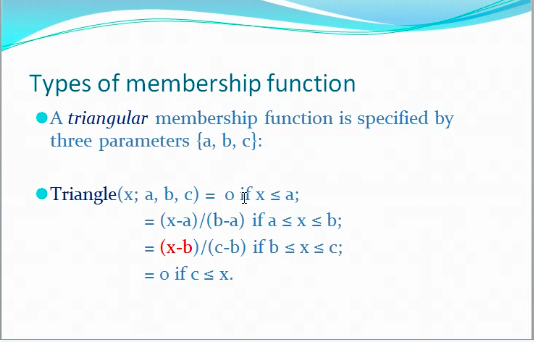 Types of membership function
A triangular membership function is specified by
three parameters {a, b, c}:
Triangle(x; a, b, c) = 0 if x ≤ a;
= (x-a)/(b-a) if a ≤ x ≤ b;
= (x-b)/(c-b) if b ≤ x ≤ c;
= 0 if c ≤ x.